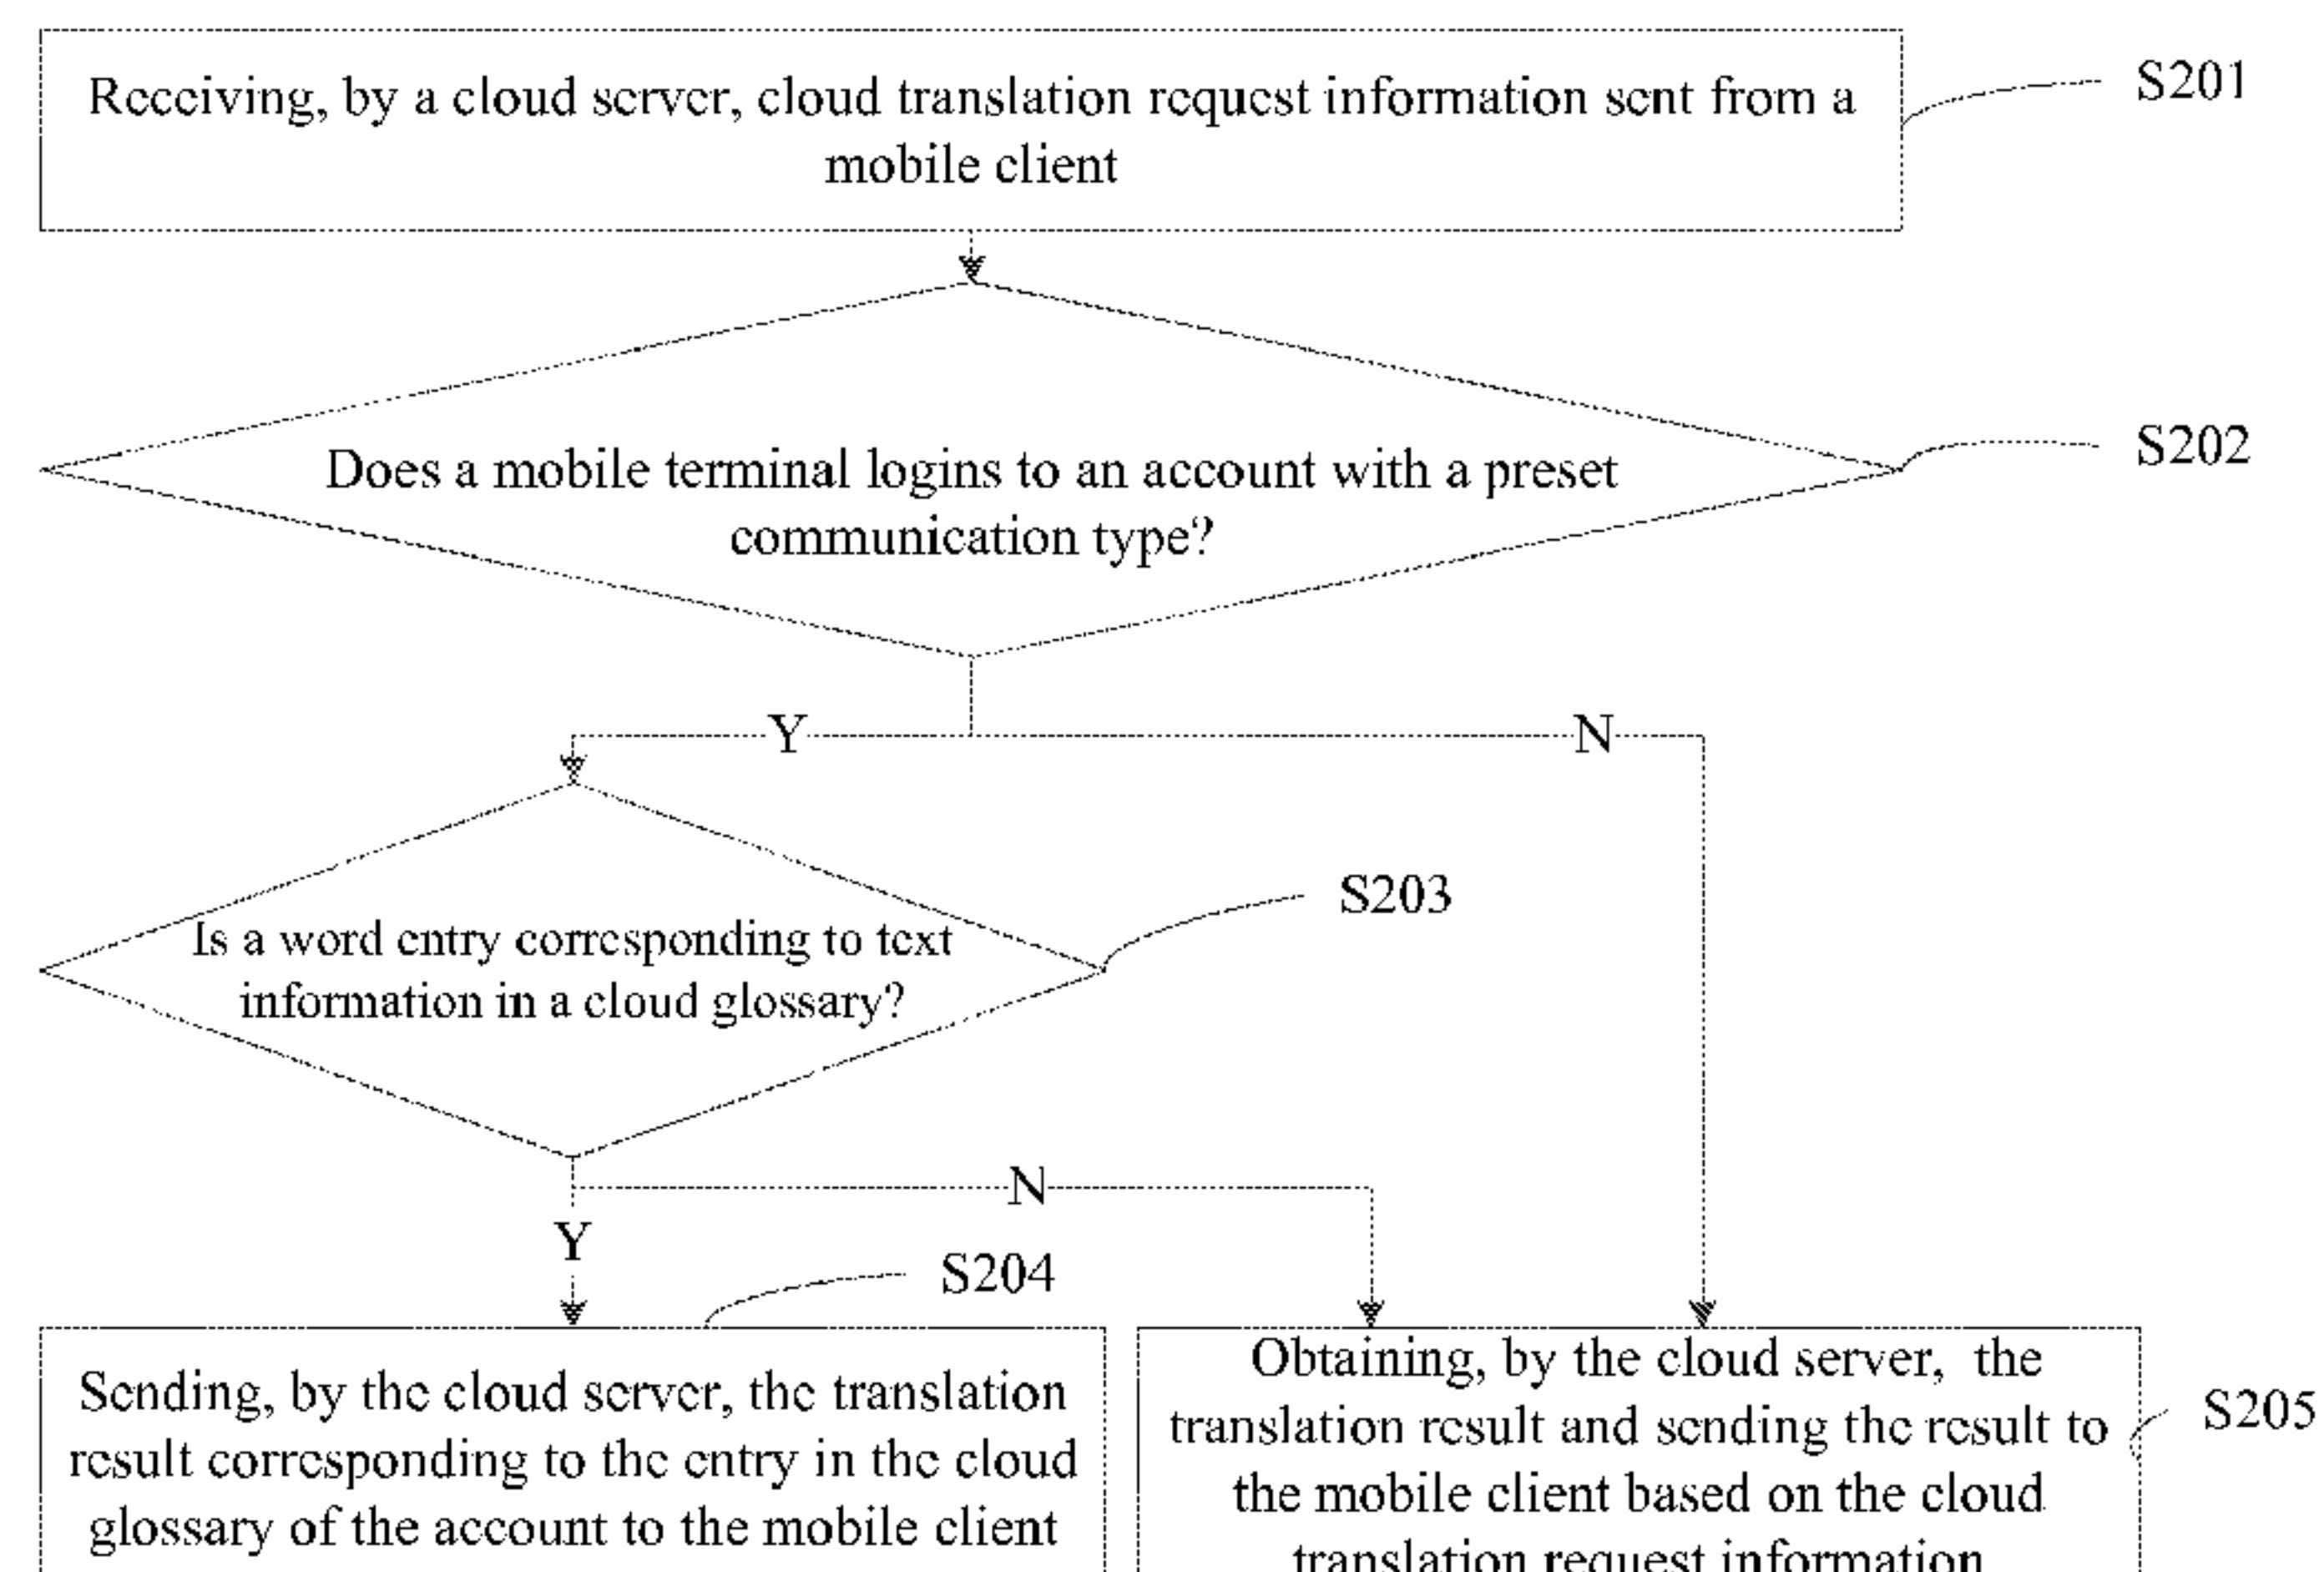 Receiving, by a cloud server, cloud translation request information sent from a
mobile client
S201
Does a mobile terminal logins to an account with a preset
communication type?
S202
Y
N
Is a word entry corresponding to text
information in a cloud glossary?
S203
N
Y
S204
Sending, by the cloud server, the translation
result corresponding to the entry in the cloud
glossary of the account to the mobile client
Obtaining, by the cloud server, the
translation result and sending the result to
the mobile client based on the cloud
translation request information
S205